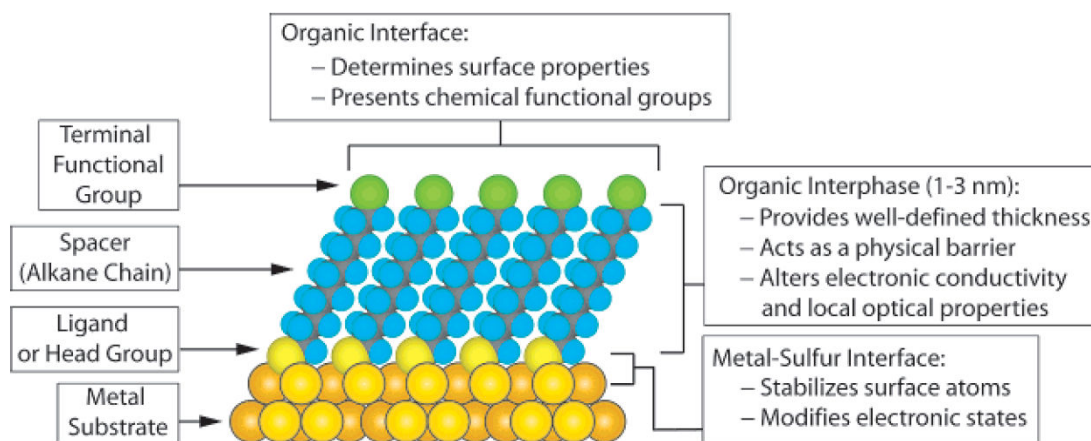 Organic Interface:
– Determines surface properties
– Presents chemical functional groups
Terminal
Functional
Group
Spacer
(Alkane Chain)
Ligand
or Head Group
Metal
Substrate
Organic Interphase (1-3 nm):
– Provides well-defined thickness
– Acts as a physical barrier
– Alters electronic conductivity
and local optical properties
Metal-Sulfur Interface:
– Stabilizes surface atoms
– Modifies electronic states